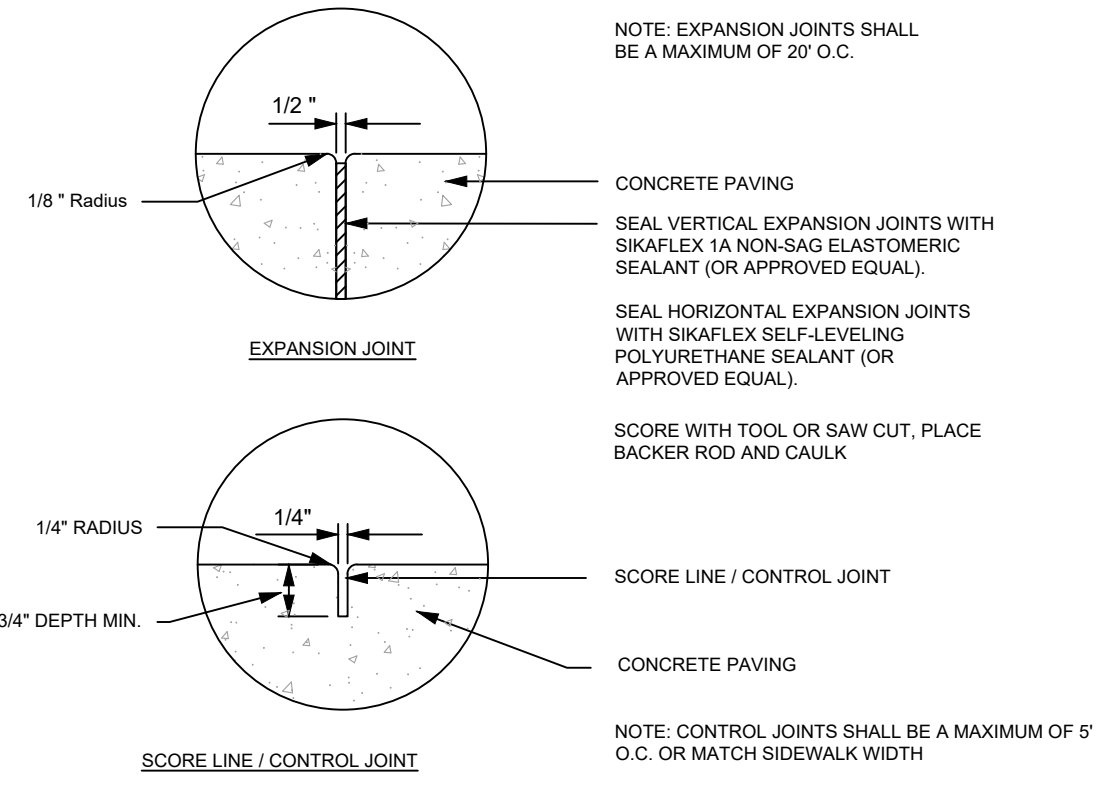 NOTE: EXPANSION JOINTS SHALL
BE A MAXIMUM OF 20' O.C.
1/2 "
1/8 " Radius
CONCRETE PAVING
SEAL VERTICAL EXPANSION JOINTS WITH
SIKAFLEX 1A NON-SAG ELASTOMERIC
SEALANT (OR APPROVED EQUAL).
SEAL HORIZONTAL EXPANSION JOINTS
WITH SIKAFLEX SELF-LEVELING
POLYURETHANE SEALANT (OR
APPROVED EQUAL).
EXPANSION JOINT
SCORE WITH TOOL OR SAW CUT, PLACE
BACKER ROD AND CAULK
1/4"
1/4" RADIUS
SCORE LINE / CONTROL JOINT
3/4" DEPTH MIN.
CONCRETE PAVING
NOTE: CONTROL JOINTS SHALL BE A MAXIMUM OF 5'
O.C. OR MATCH SIDEWALK WIDTH
SCORE LINE / CONTROL JOINT